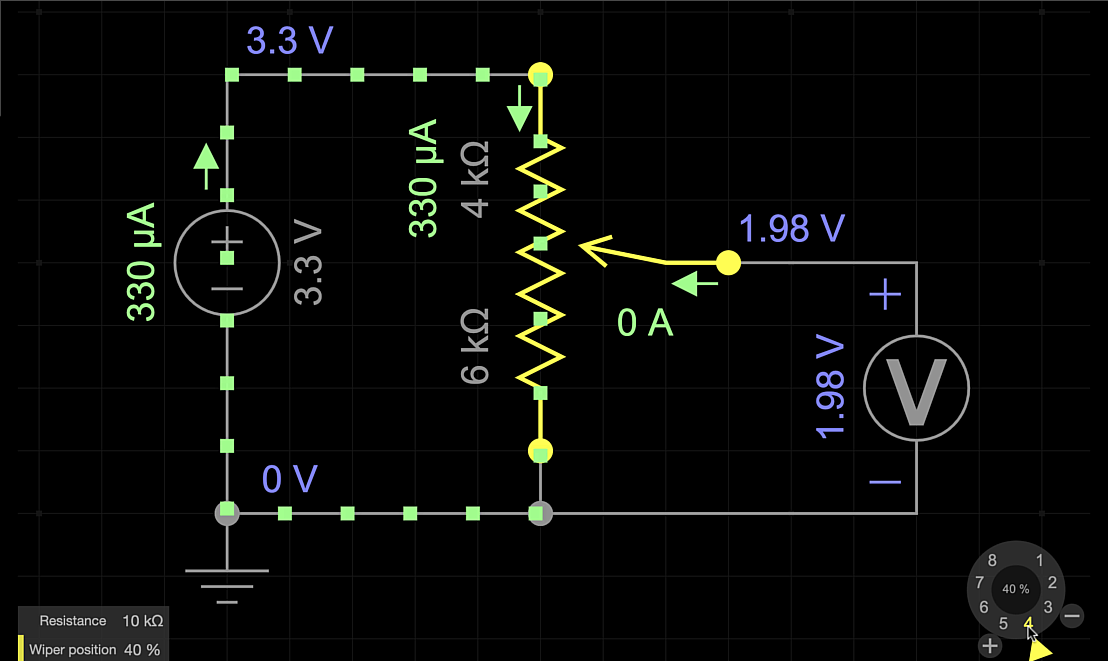 3.3 V
330 µA
3.3 V
330 µA
4 kΩ
6 kΩ
1.98 V
0 A
+
1.98 V
V
0 V
8 1
7 40 % 2
6 3
5 4
Resistance 10 kΩ
Wiper position 40 %